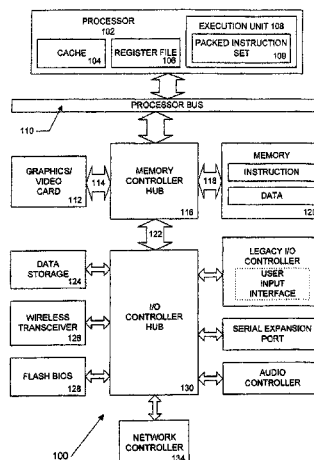 PROCESSOR
102
CACHE
104
REGISTER FILE
106
EXECUTION UNIT 108
PACKED INSTRUCTION
SET
109
PROCESSOR BUS
110
GRAPHICS/
VIDEO
CARD
112
114
MEMORY
CONTROLLER
HUB
116
118
MEMORY
INSTRUCTION
DATA
120
122
DATA
STORAGE
124
LEGACY I/O
CONTROLLER
USER
INPUT
INTERFACE
WIRELESS
TRANSCEIVER
126
I/O
CONTROLLER
HUB
130
SERIAL EXPANSION
PORT
FLASH BIOS
128
AUDIO
CONTROLLER
100
NETWORK
CONTROLLER
134